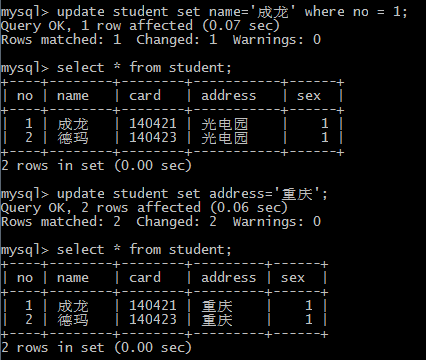 mysql> update student set name='成龙' where no = 1;
Query OK, 1 row affected (0.07 sec)
Rows matched: 1  Changed: 1  Warnings: 0
mysql> select * from student;
+----+------+--------+---------+------+
| no | name | card   | address | sex  |
+----+------+--------+---------+------+
|  1 | 成龙 | 140421 | 光电园  |    1 |
|  2 | 德玛 | 140423 | 光电园  |    1 |
+----+------+--------+---------+------+
2 rows in set (0.00 sec)
mysql> update student set address='重庆';
Query OK, 2 rows affected (0.06 sec)
Rows matched: 2  Changed: 2  Warnings: 0
mysql> select * from student;
+----+------+--------+---------+------+
| no | name | card   | address | sex  |
+----+------+--------+---------+------+
|  1 | 成龙 | 140421 | 重庆    |    1 |
|  2 | 德玛 | 140423 | 重庆    |    1 |
+----+------+--------+---------+------+
2 rows in set (0.00 sec)